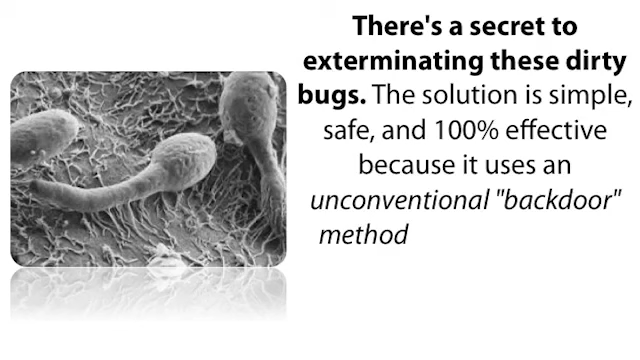 There's a secret to
exterminating these dirty
bugs. The solution is simple,
safe, and 100% effective
because it uses an
unconventional "backdoor"
method